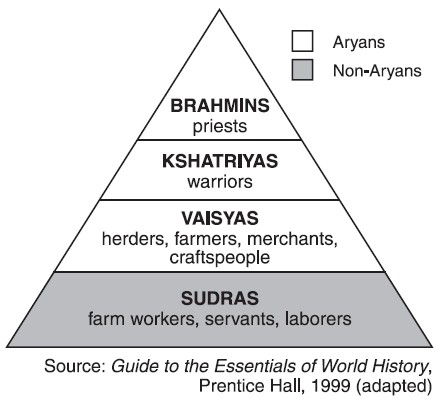 Aryans
Non-Aryans
BRAHMINS
priests
KSHATRIYAS
warriors
VAISYAS
herders, farmers, merchants,
craftspeople
SUDRAS
farm workers, servants, laborers
Source: Guide to the Essentials of World History,
Prentice Hall, 1999 (adapted)